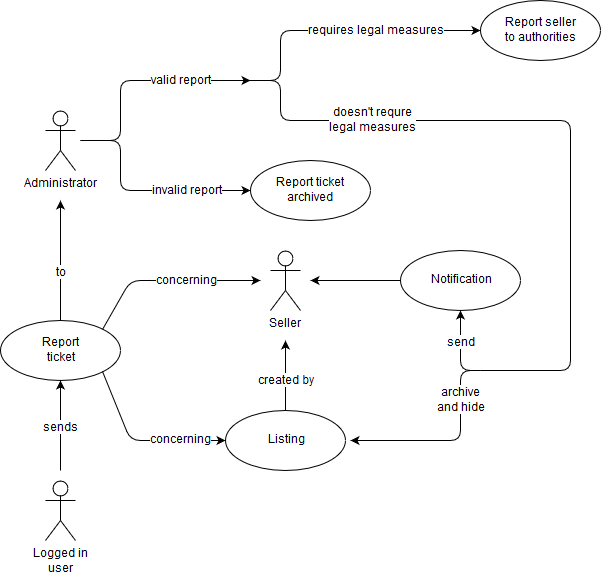 requires legal measures
Report seller
to authorities
valid report
doesn't requre
legal measures
Administrator
invalid report
Report ticket
archived
to
concerning
Seller
Notification
Report
ticket
send
created by
archive
and hide
sends
concerning
Listing
Logged in
user